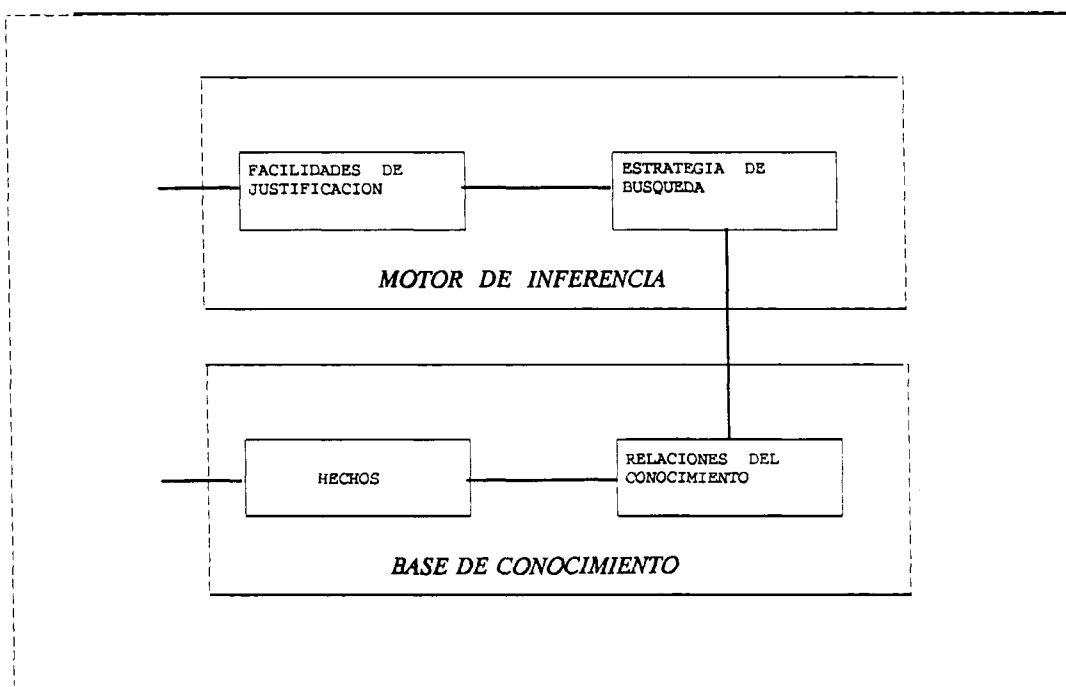 FACILIDADES DE
JUSTIFICACION
ESTRATEGIA DE
BUSQUEDA
MOTOR DE INFERENCIA
HECHOS
RELACIONES DEL
CONOCIMIENTO
BASE DE CONOCIMIENTO